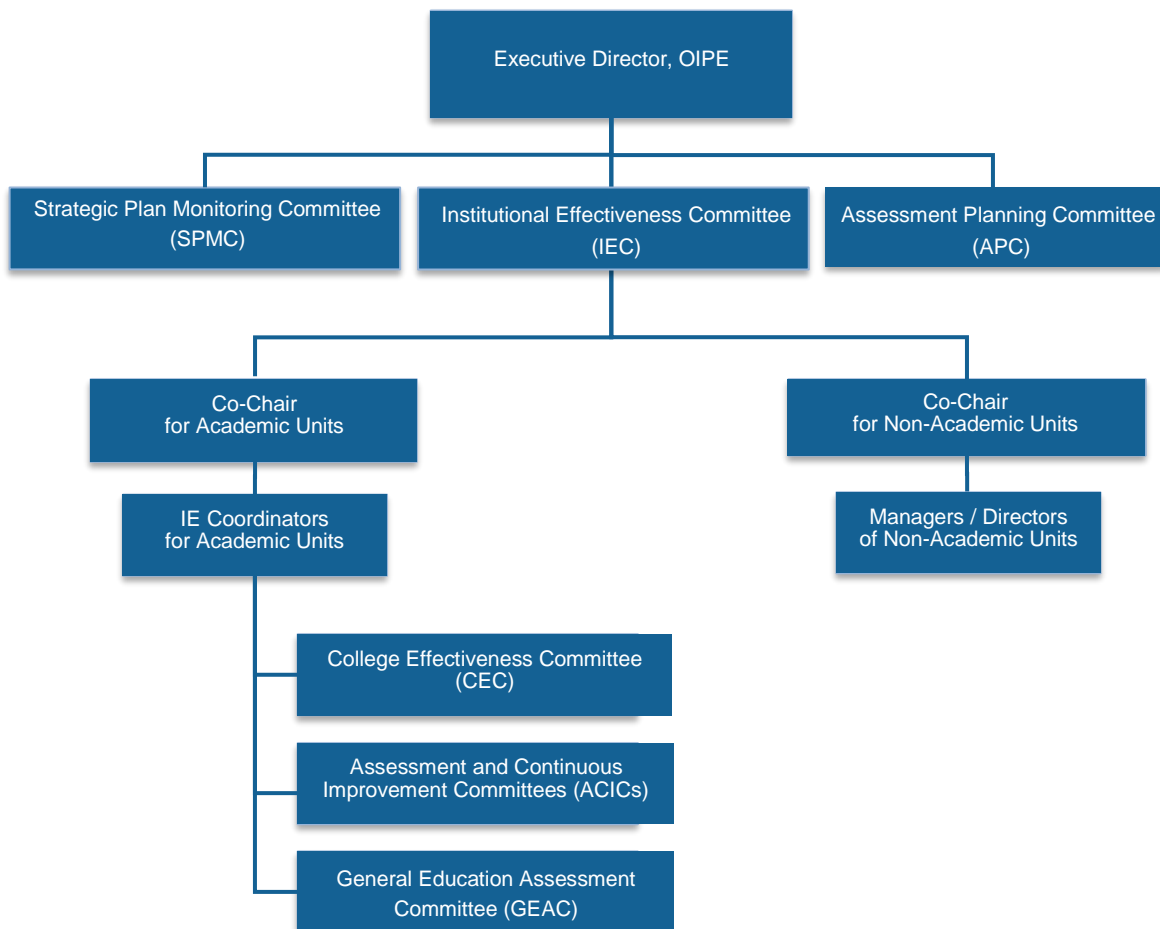 Executive Director, OIPE
Strategic Plan Monitoring Committee
(SPMC)
Institutional Effectiveness Committee
(IEC)
Assessment Planning Committee
(APC)
Co-Chair
for Academic Units
Co-Chair
for Non-Academic Units
IE Coordinators
for Academic Units
Managers / Directors
of Non-Academic Units
College Effectiveness Committee
(CEC)
Assessment and Continuous
Improvement Committees (ACICs)
General Education Assessment
Committee (GEAC)